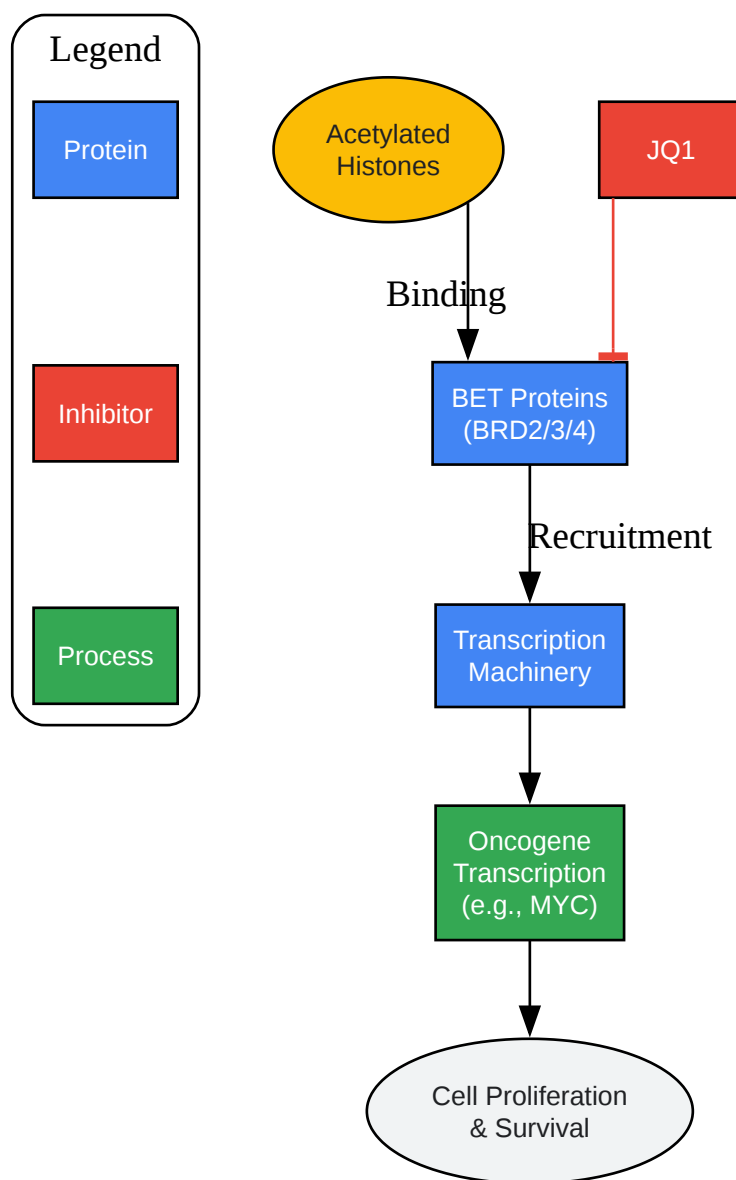 Legend
Protein
Inhibitor
Process
Acetylated
Histones
JQ1
Binding
BET Proteins
(BRD2/3/4)
Recruitment
Transcription
Machinery
Oncogene
Transcription
(e.g., MYC)
Cell Proliferation
& Survival